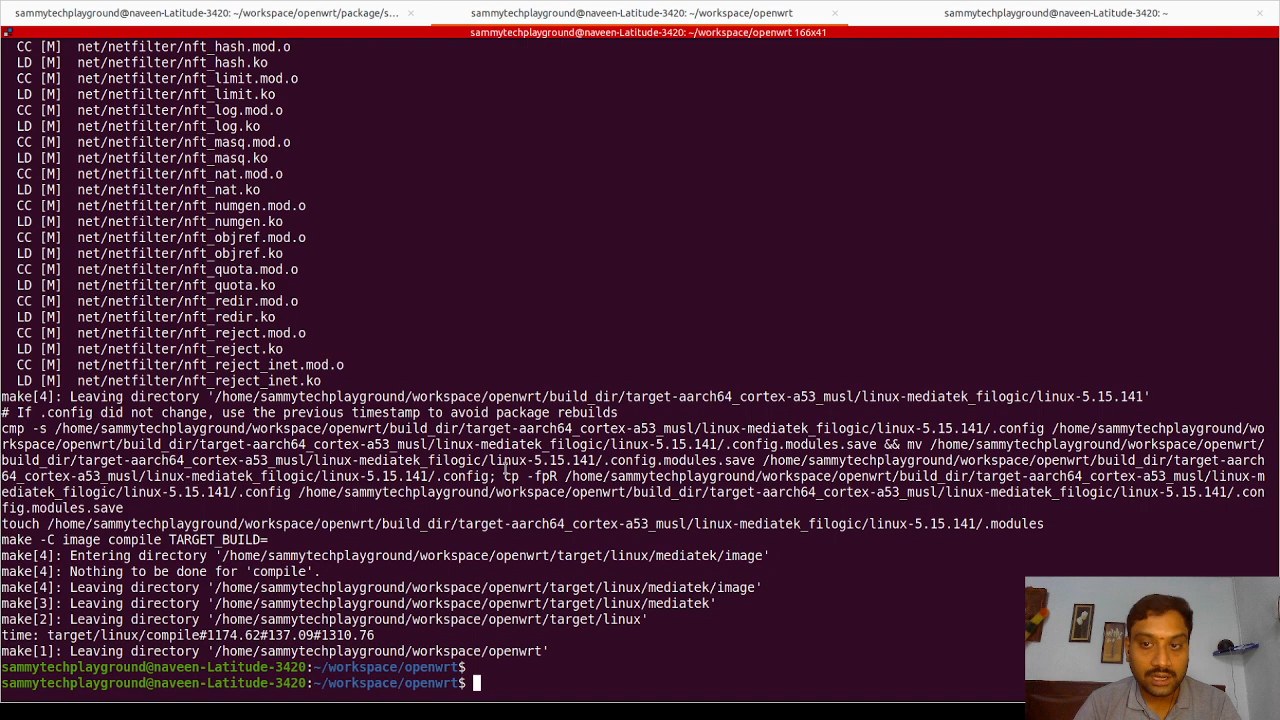 sammytechplayground@naveen-Latitude-3420: ~/workspace/openwrt/package/s... ×
sammytechplayground@naveen-Latitude-3420: ~/workspace/openwrt ×
sammytechplayground@naveen-Latitude-3420: ~ ×
sammytechplayground@naveen-Latitude-3420: ~/workspace/openwrt 166x41
CC [M]  net/netfilter/nft_hash.mod.o
LD [M]  net/netfilter/nft_hash.ko
CC [M]  net/netfilter/nft_limit.mod.o
LD [M]  net/netfilter/nft_limit.ko
CC [M]  net/netfilter/nft_log.mod.o
LD [M]  net/netfilter/nft_log.ko
CC [M]  net/netfilter/nft_masq.mod.o
LD [M]  net/netfilter/nft_masq.ko
CC [M]  net/netfilter/nft_nat.mod.o
LD [M]  net/netfilter/nft_nat.ko
CC [M]  net/netfilter/nft_numgen.mod.o
LD [M]  net/netfilter/nft_numgen.ko
CC [M]  net/netfilter/nft_objref.mod.o
LD [M]  net/netfilter/nft_objref.ko
CC [M]  net/netfilter/nft_quota.mod.o
LD [M]  net/netfilter/nft_quota.ko
CC [M]  net/netfilter/nft_redir.mod.o
LD [M]  net/netfilter/nft_redir.ko
CC [M]  net/netfilter/nft_reject.mod.o
LD [M]  net/netfilter/nft_reject.ko
CC [M]  net/netfilter/nft_reject_inet.mod.o
LD [M]  net/netfilter/nft_reject_inet.ko
make[4]: Leaving directory '/home/sammytechplayground/workspace/openwrt/build_dir/target-aarch64_cortex-a53_musl/linux-mediatek_filogic/linux-5.15.141'
# If .config did not change, use the previous timestamp to avoid package rebuilds
cmp -s /home/sammytechplayground/workspace/openwrt/build_dir/target-aarch64_cortex-a53_musl/linux-mediatek_filogic/linux-5.15.141/.config /home/sammytechplayground/wo
rkspace/openwrt/build_dir/target-aarch64_cortex-a53_musl/linux-mediatek_filogic/linux-5.15.141/.config.modules.save && mv /home/sammytechplayground/workspace/openwrt/
build_dir/target-aarch64_cortex-a53_musl/linux-mediatek_filogic/linux-5.15.141/.config.modules.save /home/sammytechplayground/workspace/openwrt/build_dir/target-aarch
64_cortex-a53_musl/linux-mediatek_filogic/linux-5.15.141/.config; cp -fpR /home/sammytechplayground/workspace/openwrt/build_dir/target-aarch64_cortex-a53_musl/linux-m
ediatek_filogic/linux-5.15.141/.config /home/sammytechplayground/workspace/openwrt/build_dir/target-aarch64_cortex-a53_musl/linux-mediatek_filogic/linux-5.15.141/.con
fig.modules.save
touch /home/sammytechplayground/workspace/openwrt/build_dir/target-aarch64_cortex-a53_musl/linux-mediatek_filogic/linux-5.15.141/.modules
make -C image compile TARGET_BUILD=
make[4]: Entering directory '/home/sammytechplayground/workspace/openwrt/target/linux/mediatek/image'
make[4]: Nothing to be done for 'compile'.
make[4]: Leaving directory '/home/sammytechplayground/workspace/openwrt/target/linux/mediatek/image'
make[3]: Leaving directory '/home/sammytechplayground/workspace/openwrt/target/linux/mediatek'
make[2]: Leaving directory '/home/sammytechplayground/workspace/openwrt/target/linux'
time: target/linux/compile#1174.62#137.09#1310.76
make[1]: Leaving directory '/home/sammytechplayground/workspace/openwrt'
sammytechplayground@naveen-Latitude-3420:~/workspace/openwrt$
sammytechplayground@naveen-Latitude-3420:~/workspace/openwrt$